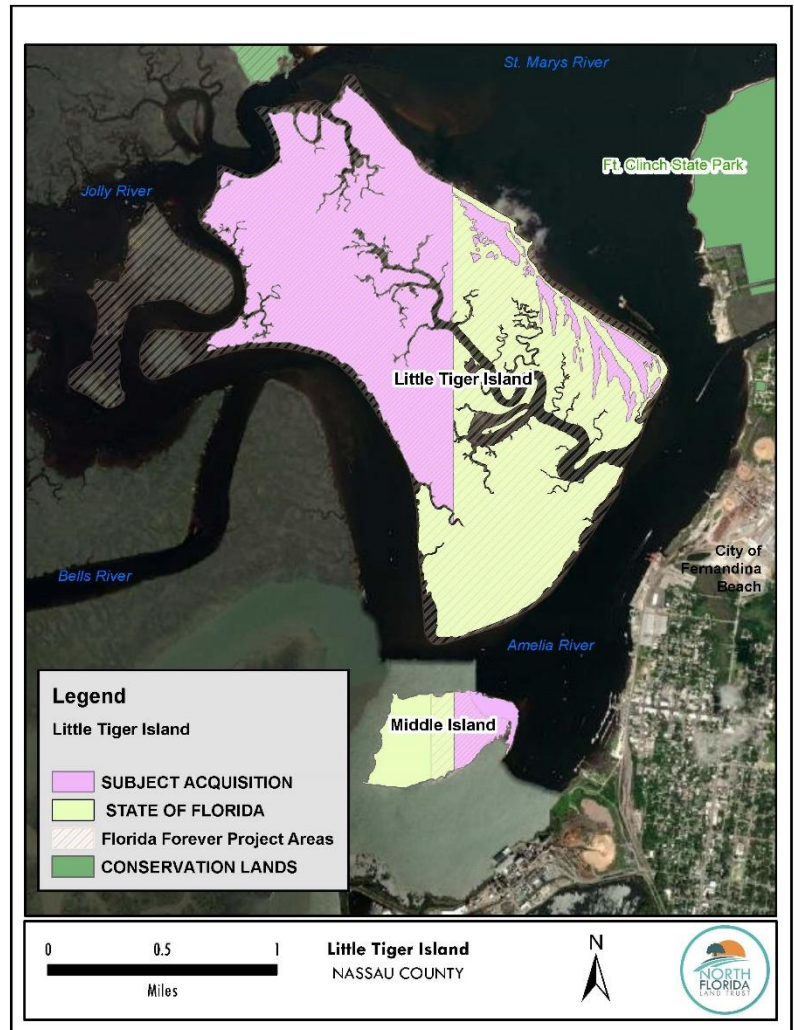 St. Marys River
Ft. Clinch State Park
Jolly River
Little Tiger Island
City of
Fernandina
Beach
Bells River
Amelia River
Middle Island
Legend
Little Tiger Island
SUBJECT ACQUISITION
STATE OF FLORIDA
Florida Forever Project Areas
CONSERVATION LANDS
0 0.5 1
Miles
Little Tiger Island
NASSAU COUNTY
N
NORTH
FLORIDA
LAND TRUST